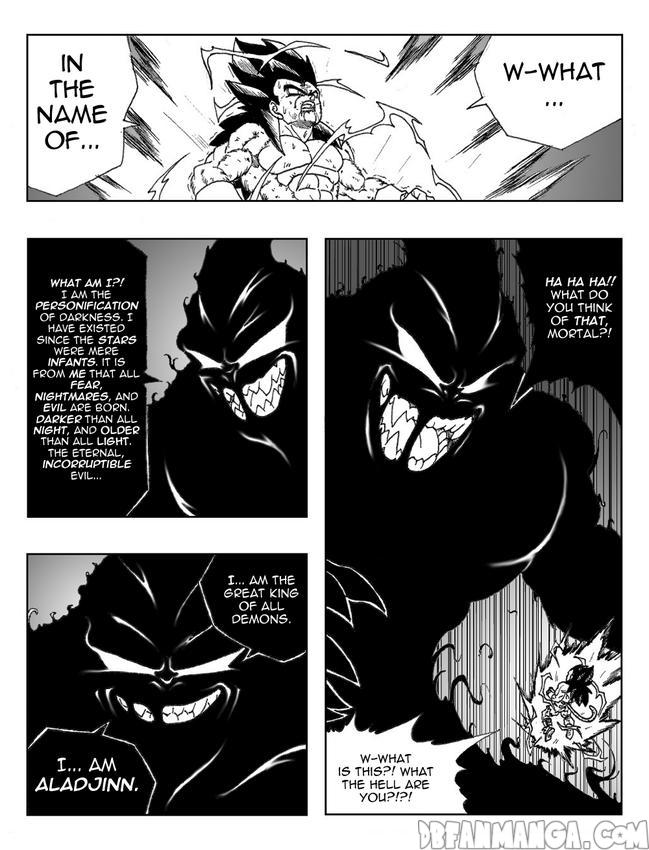 W-WHAT
...
IN
THE
NAME
OF...
HA HA HA!!
WHAT DO
YOU THINK
OF THAT,
MORTAL?!
W-WHAT
IS THIS?! WHAT
THE HELL ARE
YOU?!?!
WHAT AM I?!
I AM THE
PERSONIFICATION
OF DARKNESS. I
HAVE EXISTED
SINCE THE STARS
WERE MERE
INFANTS. IT IS
FROM ME THAT ALL
FEAR,
NIGHTMARES, AND
EVIL ARE BORN.
DARKER THAN ALL
NIGHT, AND OLDER
THAN ALL LIGHT.
THE ETERNAL,
INCORRUPTIBLE
EVIL...
I... AM THE
GREAT KING
OF ALL
DEMONS.
I... AM
ALADJINN.
DBFANMANGA.COM